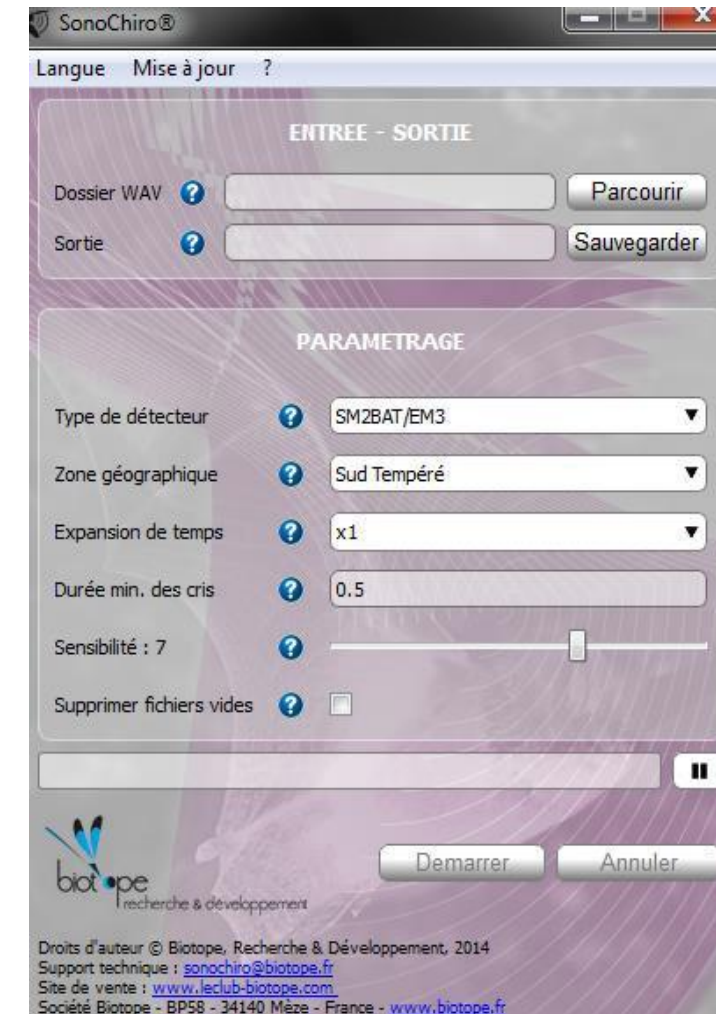 SonoChiro®
Langue Mise à jour ?
ENTREE - SORTIE
Dossier WAV ? Parcourir
Sortie ? Sauvegarder
PARAMETRAGE
Type de détecteur ? SM2BAT/EM3
Zone géographique ? Sud Tempéré
Expansion de temps ? x1
Durée min. des cris ? 0.5
Sensibilité : 7 ?
Supprimer fichiers vides ?
biotope
recherche & développement
Demarrer Annuler
Droits d'auteur © Biotope, Recherche & Développement, 2014
Support technique : sonochiro@biotope.fr
Site de vente : www.leclub-biotope.com
Société Biotope - BP58 - 34140 Mèze - France - www.biotope.fr